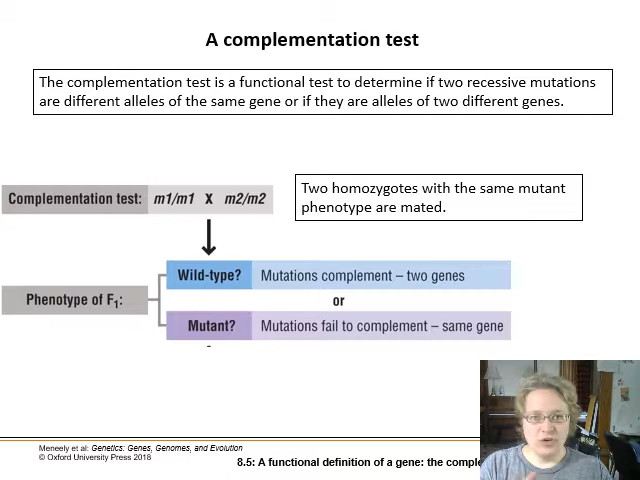 A complementation test
The complementation test is a functional test to determine if two recessive mutations
are different alleles of the same gene or if they are alleles of two different genes.
Complementation test: m1/m1 X m2/m2
Two homozygotes with the same mutant
phenotype are mated.
Phenotype of F1:
Wild-type? Mutations complement – two genes
or
Mutant? Mutations fail to complement – same gene
Meneely et al: Genetics: Genes, Genomes, and Evolution
© Oxford University Press 2018
8.5: A functional definition of a gene: the comple